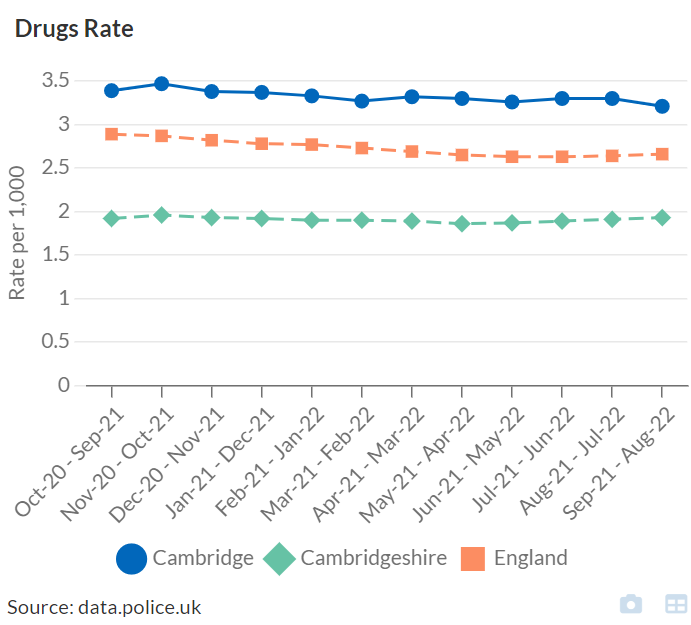 Drugs Rate
3.5
3
2.5
2
1.5
1
0.5
0
Rate per 1,000
Oct-20 - Sep-21
Nov-20 - Oct-21
Dec-20 - Nov-21
Jan-21 - Dec-21
Feb-21 - Jan-22
Mar-21 - Feb-22
Apr-21 - Mar-22
May-21 - Apr-22
Jun-21 - May-22
Jul-21 - Jun-22
Aug-21 - Jul-22
Sep-21 - Aug-22
Cambridge Cambridgeshire England
Source: data.police.uk